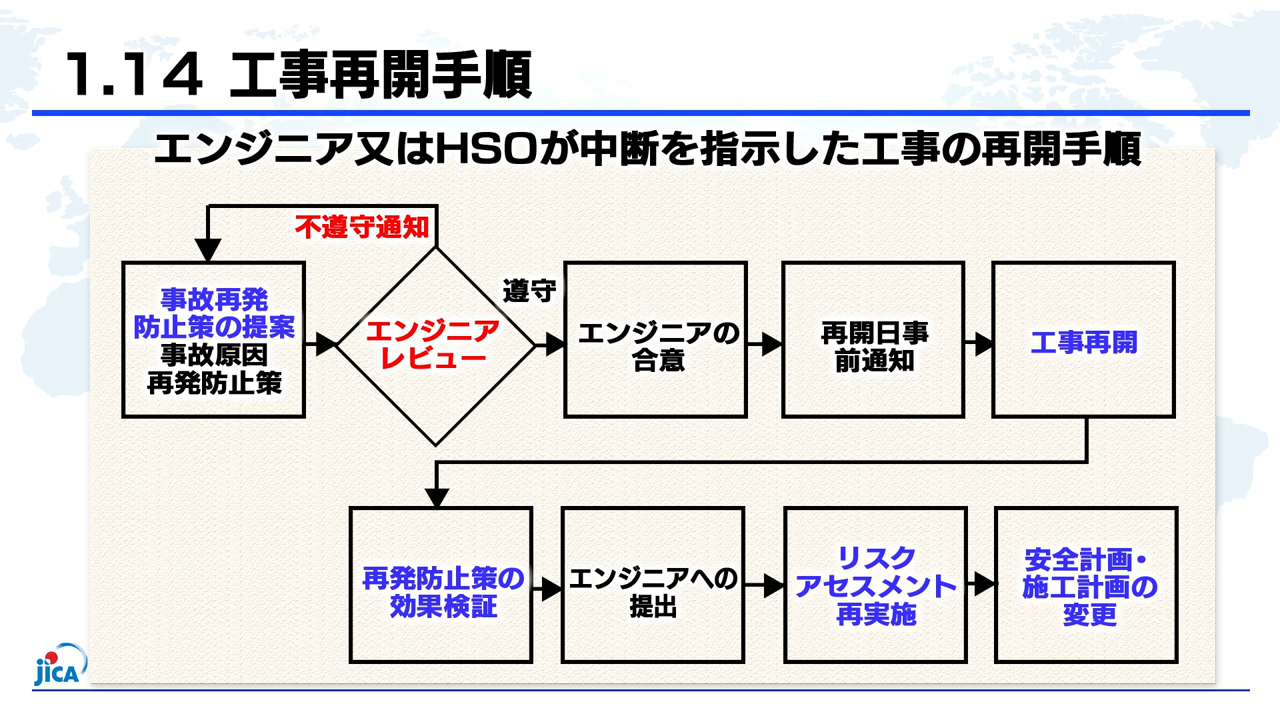 1.14 工事再開手順
エンジニア又はHSOが中断を指示した工事の再開手順
不遵守通知
事故再発
防止策の提案
事故原因
再発防止策
エンジニア
レビュー
遵守
エンジニアの
合意
再開日事
前通知
工事再開
再発防止策の
効果検証
エンジニアへの
提出
リスク
アセスメント
再実施
安全計画・
施工計画の
変更
jICA